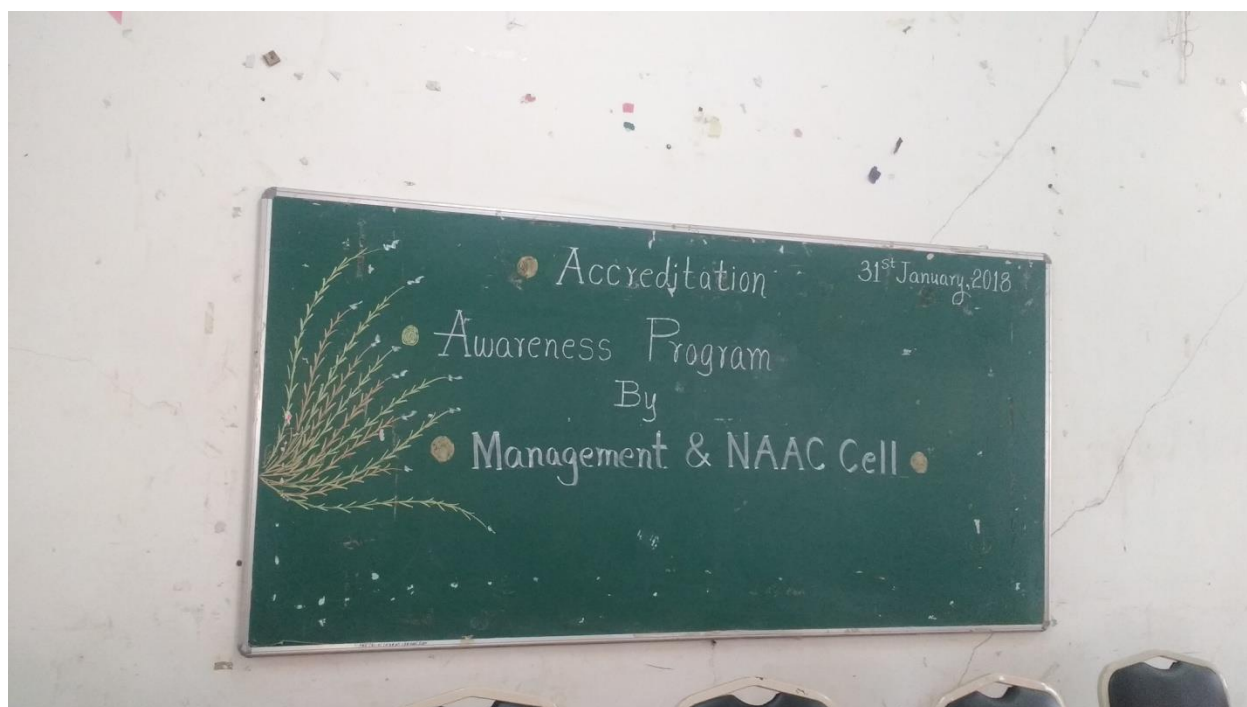 Accreditation
31st January, 2018
Awareness Program
By
Management & NAAC Cell